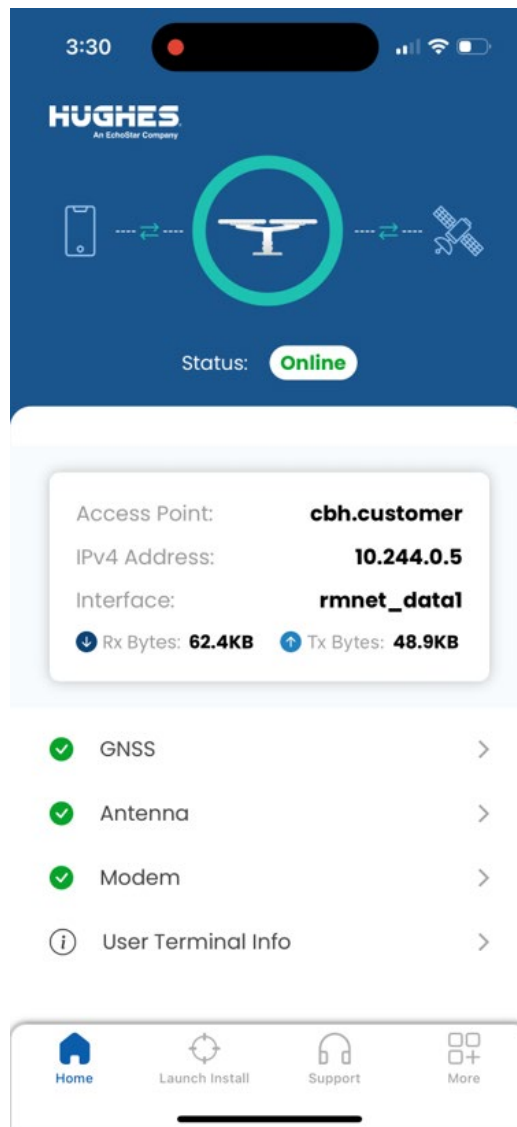 3:30
HUGHES
An EchoStar Company
Status: Online
Access Point: cbh.customer
IPv4 Address: 10.244.0.5
Interface: rmnet_data1
Rx Bytes: 62.4KB Tx Bytes: 48.9KB
GNSS
Antenna
Modem
User Terminal Info
Home Launch Install Support More